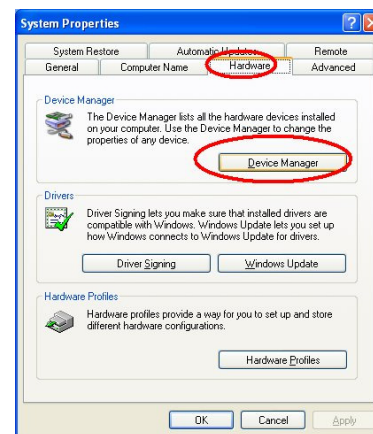 System Properties
System Restore Automatic Updates Remote
General Computer Name Hardware Advanced
Device Manager
The Device Manager lists all the hardware devices installed
on your computer. Use the Device Manager to change the
properties of any device.
Device Manager
Drivers
Driver Signing lets you make sure that installed drivers are
compatible with Windows. Windows Update lets you set up
how Windows connects to Windows Update for drivers.
Driver Signing Windows Update
Hardware Profiles
Hardware profiles provide a way for you to set up and store
different hardware configurations.
Hardware Profiles
OK Cancel Apply